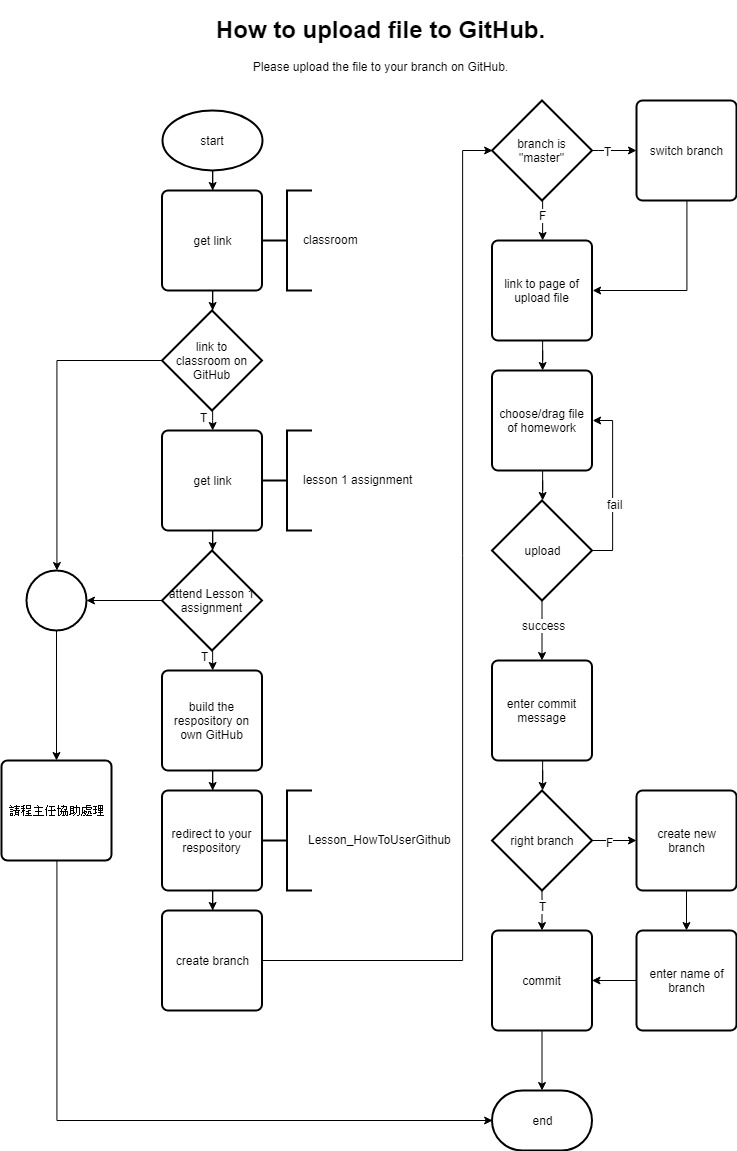 How to upload file to GitHub.
Please upload the file to your branch on GitHub.
start
get link
classroom
link to
classroom on
GitHub
T
get link
lesson 1 assignment
attend Lesson 1
assignment
T
build the
respository on
own GitHub
請程主任協助處理
redirect to your
respository
Lesson_HowToUserGithub
create branch
branch is
"master"
T
switch branch
F
link to page of
upload file
choose/drag file
of homework
fail
upload
success
enter commit
message
right branch
F
create new
branch
T
commit
enter name of
branch
end